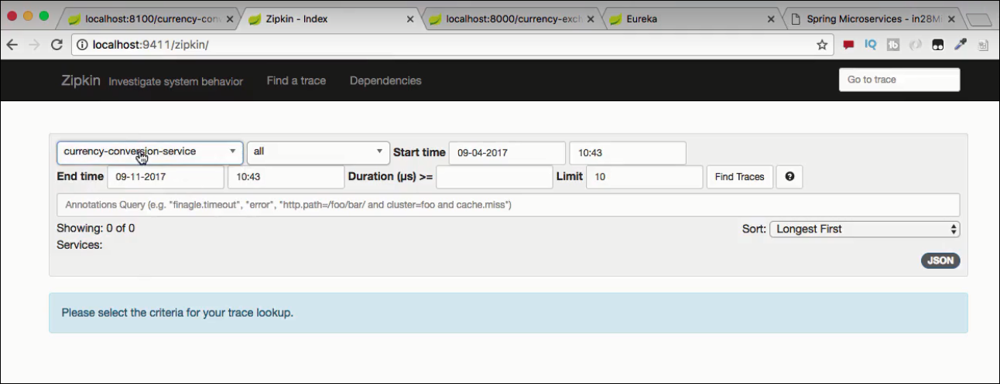 localhost:8100/currency-con
Zipkin - Index
localhost:8000/currency-exch
Eureka
Spring Microservices - in28Mi
localhost:9411/zipkin/
Zipkin Investigate system behavior Find a trace Dependencies Go to trace
currency-conversion-service all Start time 09-04-2017 10:43
End time 09-11-2017 10:43 Duration (μs) >= Limit 10 Find Traces ?
Annotations Query (e.g. "finagle.timeout", "error", "http.path=/foo/bar/ and cluster=foo and cache.miss")
Showing: 0 of 0 Sort: Longest First
Services:
JSON
Please select the criteria for your trace lookup.